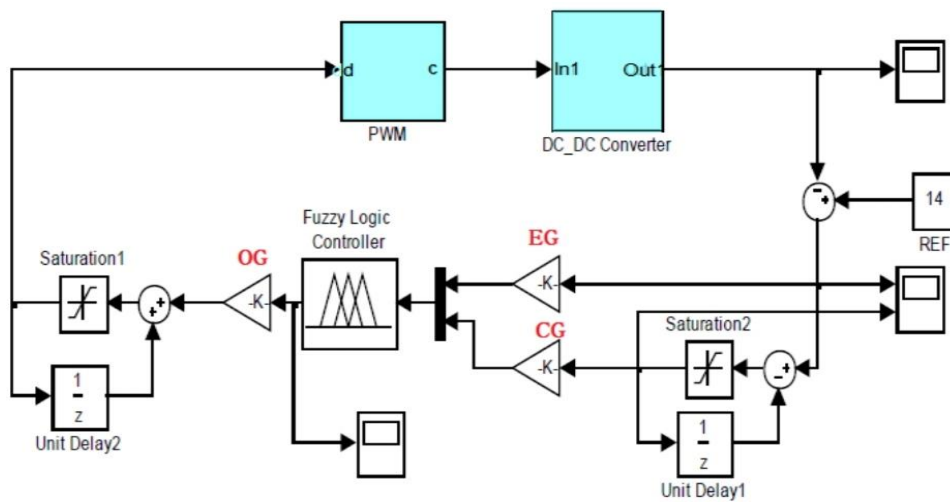 d
c
PWM
In1
Out1
DC_DC Converter
14
REF
Fuzzy Logic
Controller
EG
-K-
OG
-K-
Saturation1
CG
-K-
Saturation2
1
z
Unit Delay2
1
z
Unit Delay1